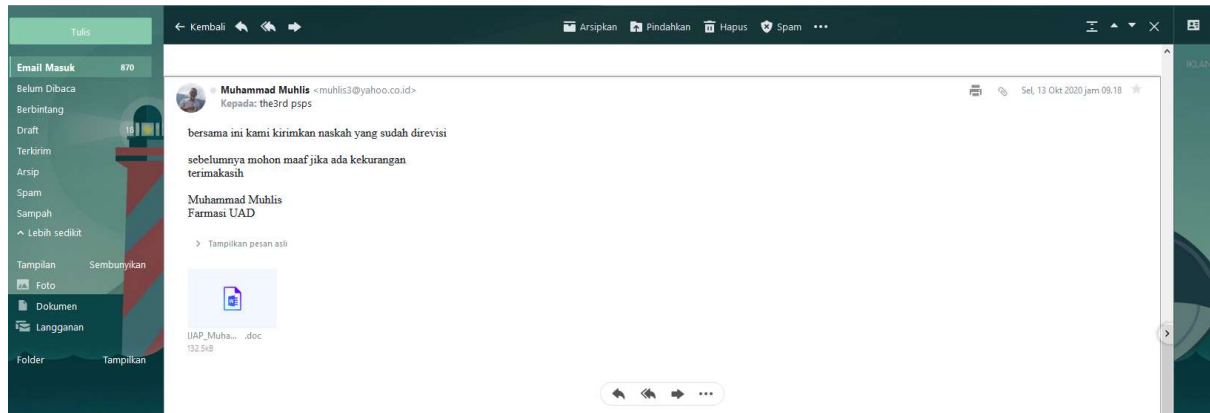 Tulis
← Kembali
Arsipkan Pindahkan Hapus Spam •••
Email Masuk 870
Belum Dibaca
Berbintang
Draft 18
Terkirim
Arsip
Spam
Sampah
Lebih sedikit
Tampilan Sembunyikan
Foto
Dokumen
Langganan
Folder Tampilkan
IKLAN
Muhammad Muhlis <muhlis3@yahoo.co.id>
Sel, 13 Okt 2020 jam 09.18
Kepada: the3rd psps
bersama ini kami kirimkan naskah yang sudah direvisi
sebelumnya mohon maaf jika ada kekurangan
terimakasih
Muhammad Muhlis
Farmasi UAD
> Tampilkan pesan asli
IJAP_Muha... .doc
132.5kB